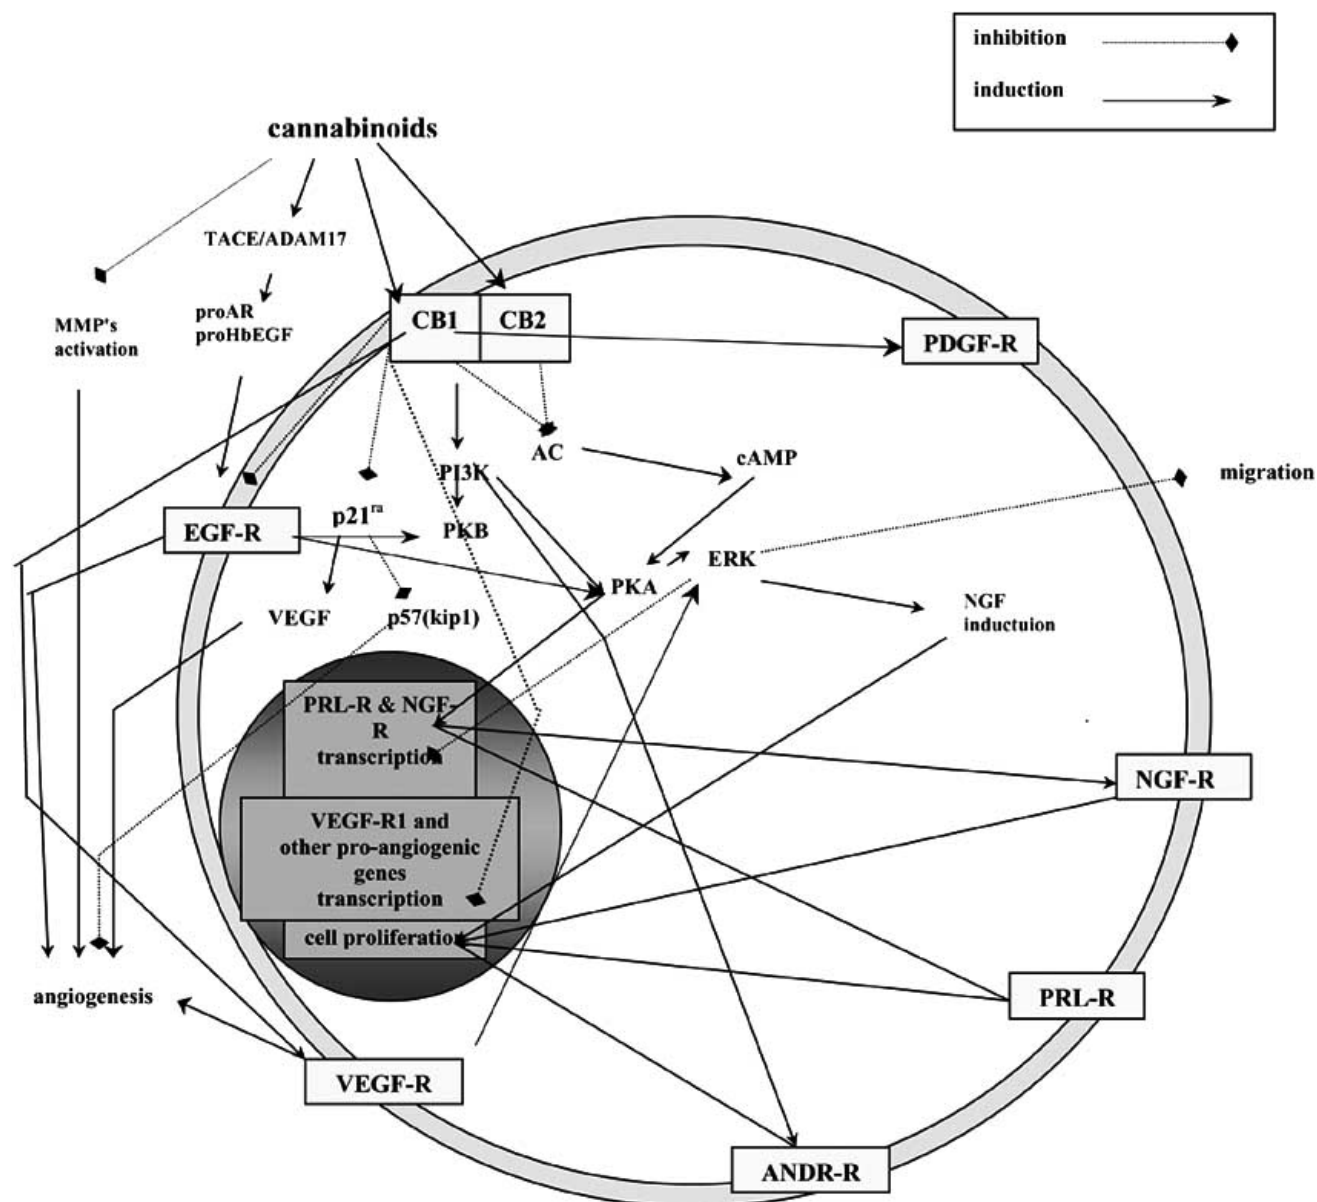 inhibition
induction
cannabinoids
TACE/ADAM17
proAR
proHbEGF
MMP's
activation
CB1
CB2
PDGF-R
AC
cAMP
PI3K
migration
p21ra
EGF-R
PKB
ERK
PKA
NGF
inductuion
VEGF
p57(kip1)
PRL-R & NGF-
R
transcription
NGF-R
VEGF-R1 and
other pro-angiogenic
genes
transcription
cell proliferation
angiogenesis
PRL-R
VEGF-R
ANDR-R